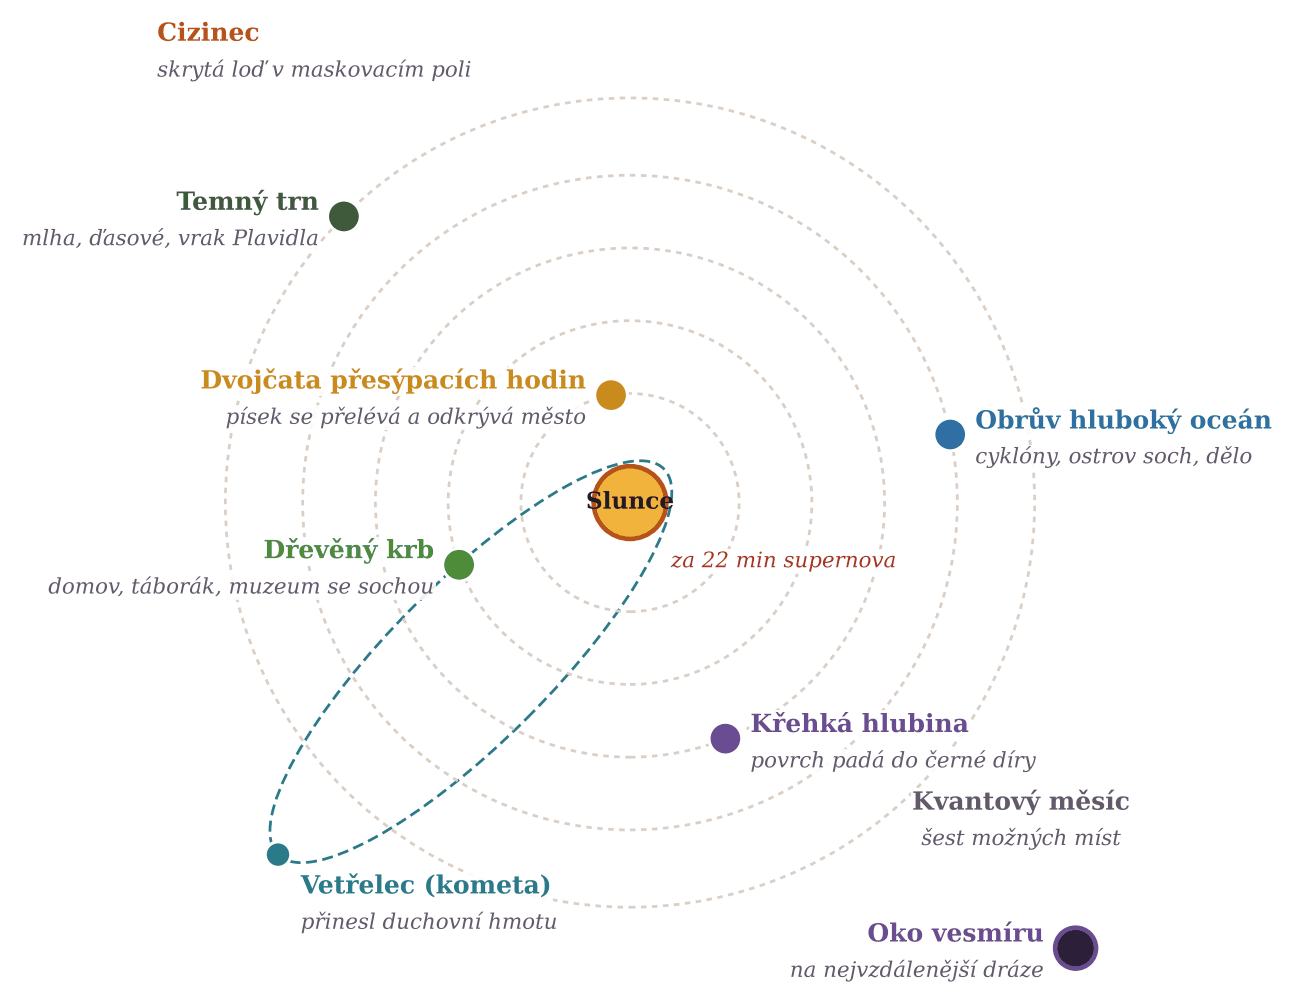 Cizinec
skrytá loď v maskovacím poli
Temný trn
mlha, ďasové, vrak Plavidla
Dvojčata přesýpacích hodin
písek se přelévá a odkrývá město
Obrův hluboký oceán
cyklóny, ostrov soch, dělo
Slunce
za 22 min supernova
Dřevěný krb
domov, táborák, muzeum se sochou
Křehká hlubina
povrch padá do černé díry
Kvantový měsíc
šest možných míst
Vetřelec (kometa)
přinesl duchovní hmotu
Oko vesmíru
na nejvzdálenější dráze